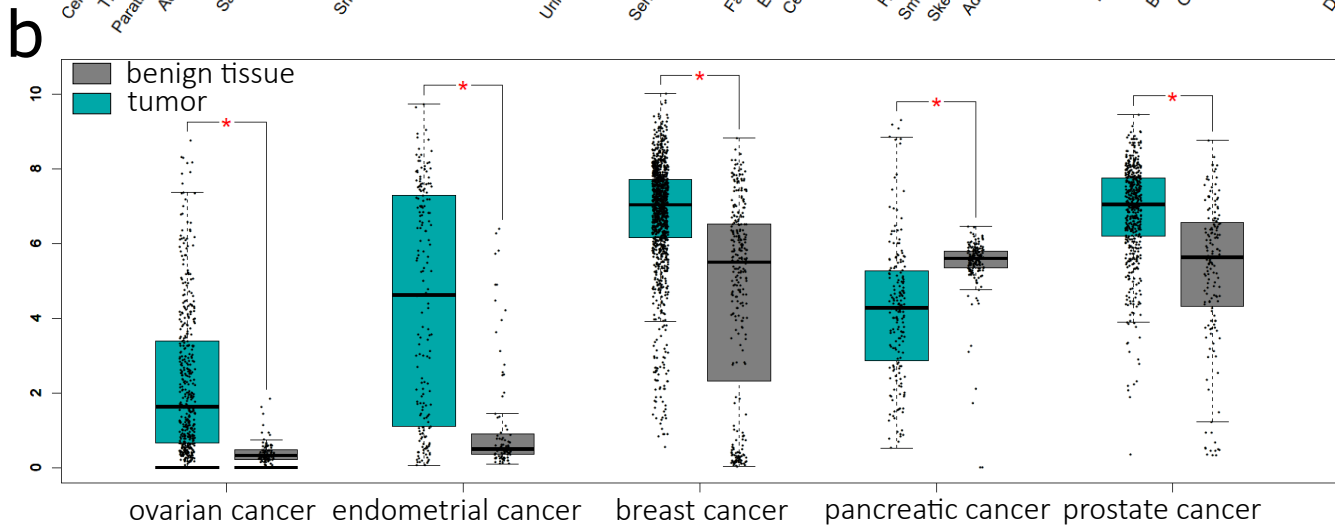 b
benign tissue
tumor
10
8
6
4
2
0
* * * * *
ovarian cancer endometrial cancer breast cancer pancreatic cancer prostate cancer